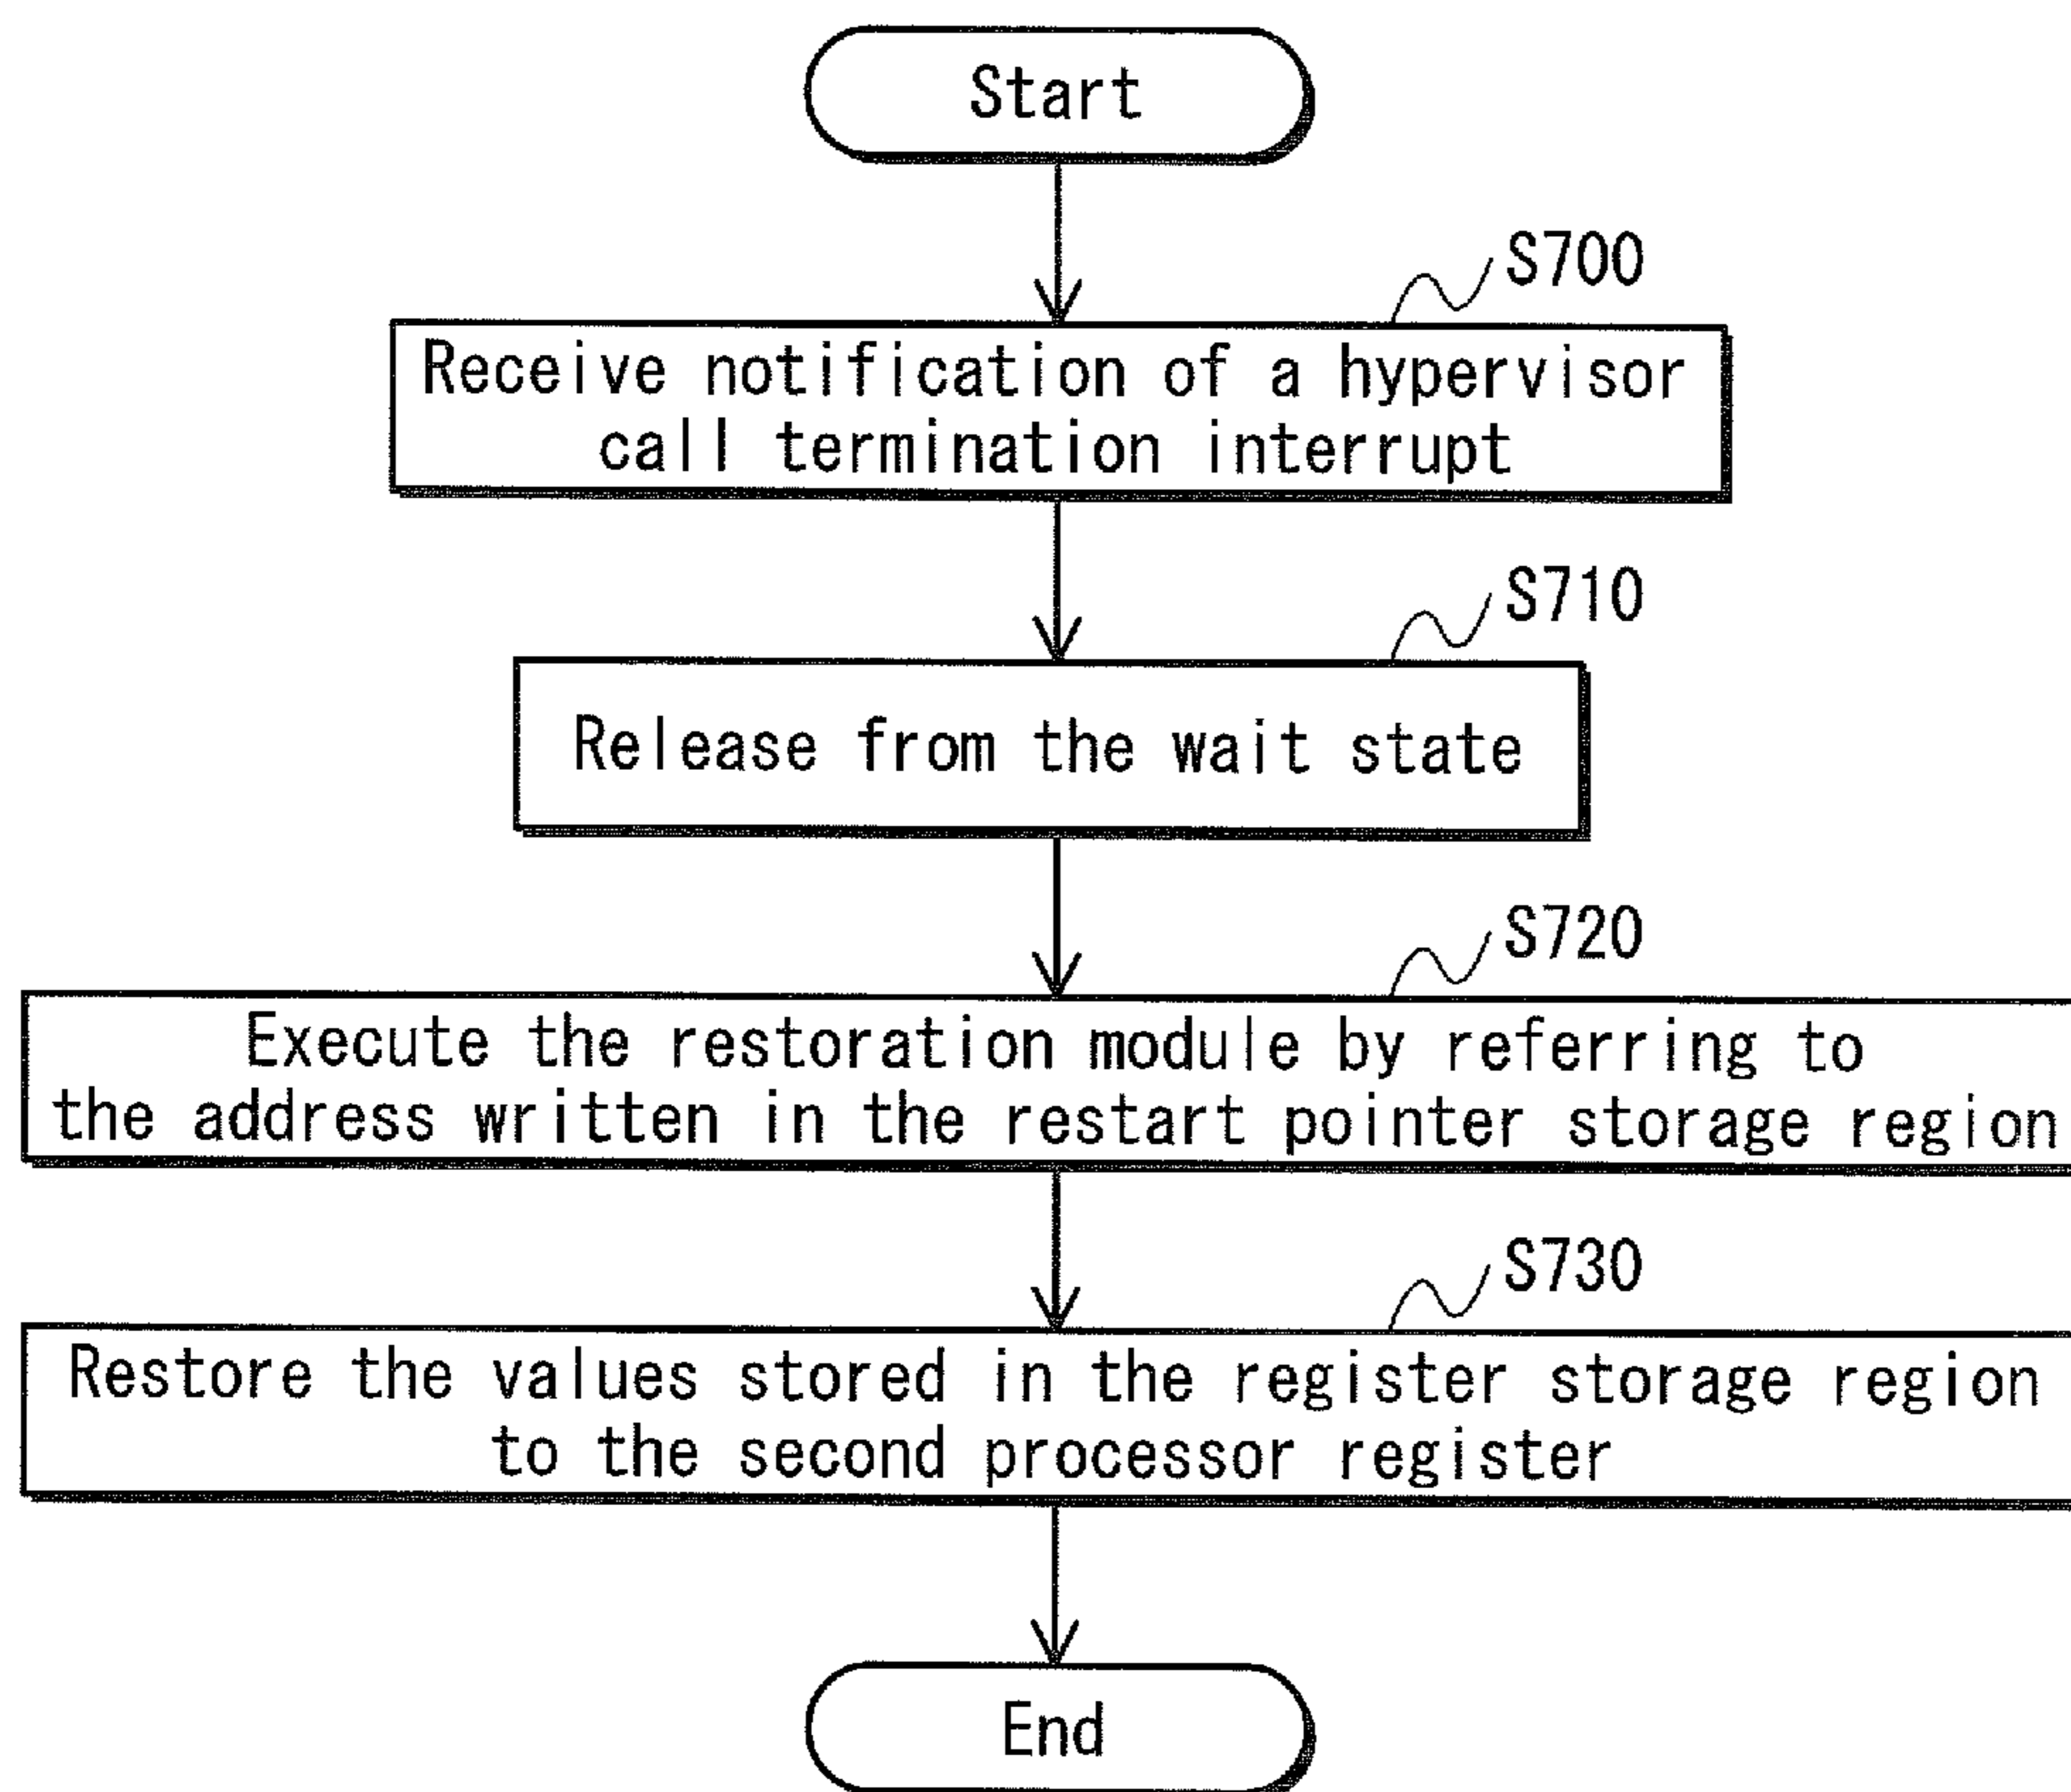 Start
S700
Receive notification of a hypervisor
call termination interrupt
S710
Release from the wait state
S720
Execute the restoration module by referring to
the address written in the restart pointer storage region
S730
Restore the values stored in the register storage region
to the second processor register
End